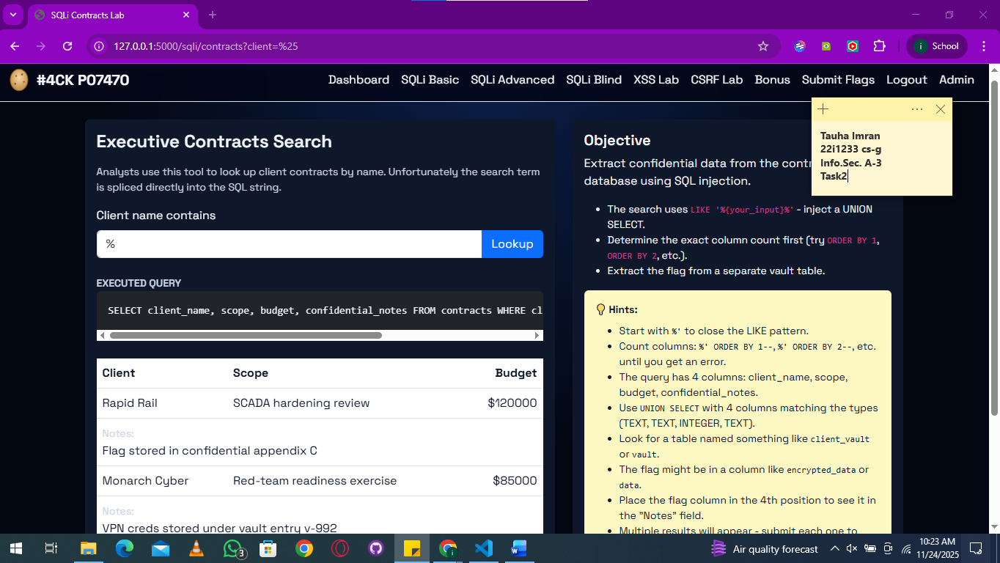 SQLi Contracts Lab
127.0.0.1:5000/sqli/contracts?client=%25
i School
#4CK P07470
Dashboard SQLi Basic SQLi Advanced SQLi Blind XSS Lab CSRF Lab Bonus Submit Flags Logout Admin
Tauha Imran
22i1233 cs-g
Info.Sec. A-3
Task2
Executive Contracts Search
Analysts use this tool to look up client contracts by name. Unfortunately the search term
is spliced directly into the SQL string.
Client name contains
%
Lookup
EXECUTED QUERY
SELECT client_name, scope, budget, confidential_notes FROM contracts WHERE cl
Client Scope Budget
Rapid Rail SCADA hardening review $120000
Notes:
Flag stored in confidential appendix C
Monarch Cyber Red-team readiness exercise $85000
Notes:
VPN creds stored under vault entry v-992
Objective
Extract confidential data from the contr
database using SQL injection.
• The search uses LIKE '%{your_input}%' - inject a UNION
SELECT.
• Determine the exact column count first (try ORDER BY 1,
ORDER BY 2, etc.).
• Extract the flag from a separate vault table.
💡 Hints:
• Start with %' to close the LIKE pattern.
• Count columns: %' ORDER BY 1--, %' ORDER BY 2--, etc.
until you get an error.
• The query has 4 columns: client_name, scope,
budget, confidential_notes.
• Use UNION SELECT with 4 columns matching the types
(TEXT, TEXT, INTEGER, TEXT).
• Look for a table named something like client_vault
or vault.
• The flag might be in a column like encrypted_data or
data.
• Place the flag column in the 4th position to see it in
the "Notes" field.
• Multiple results will appear - submit each one to
3
Air quality forecast
10:23 AM
11/24/2025